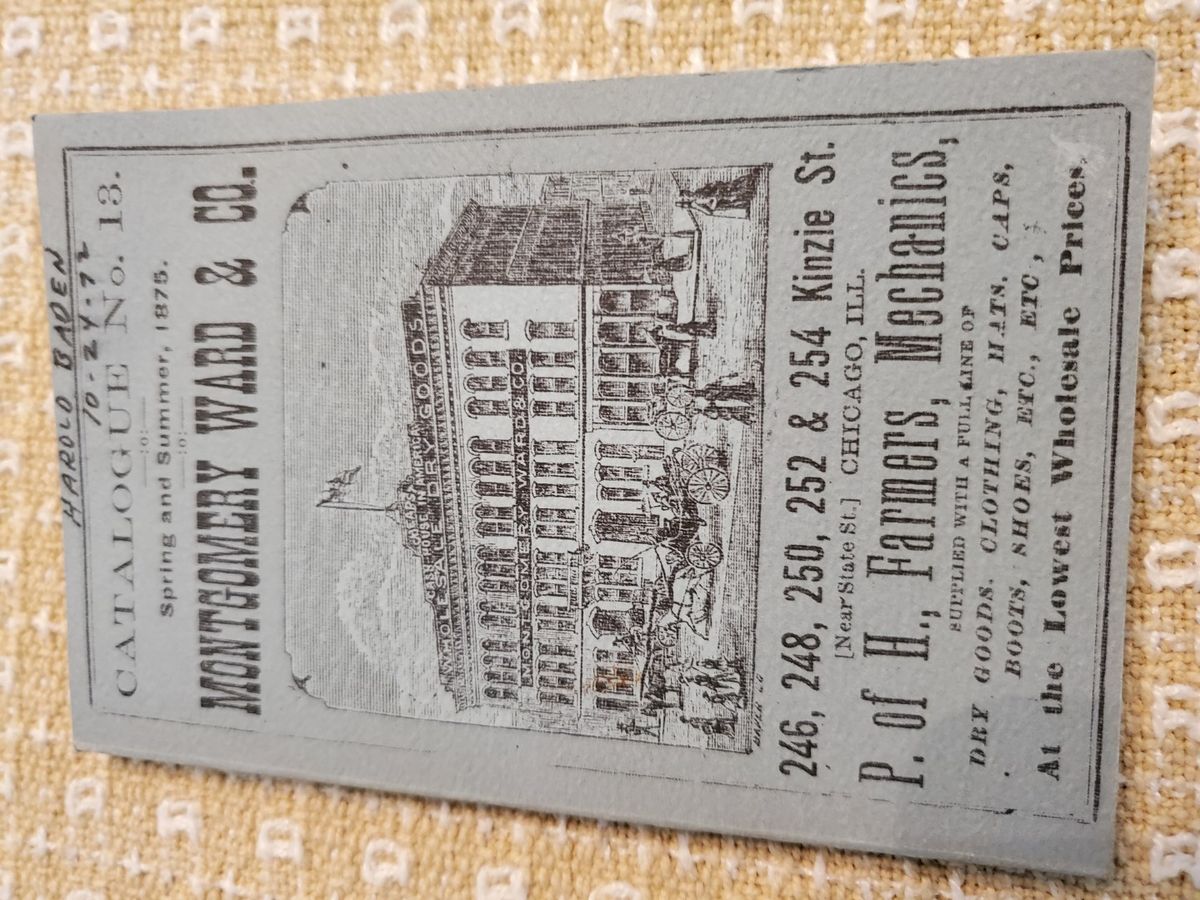 HAROLD BADEN
10-24-72
CATALOGUE No. 13.
:o:
Spring and Summer, 1875.
:o:
MONTGOMERY WARD & CO.
WHOLESALE DRY GOODS.
MONTGOMERY WARD & CO.
246, 248, 250, 252 & 254 Kinzie St.
[Near State St.] CHICAGO, ILL.
P. of H., Farmers, Mechanics,
SUPPLIED WITH A FULL LINE OF
DRY GOODS. CLOTHING, HATS. CAPS,
BOOTS, SHOES, ETC., ETC.,
At the Lowest Wholesale Prices.